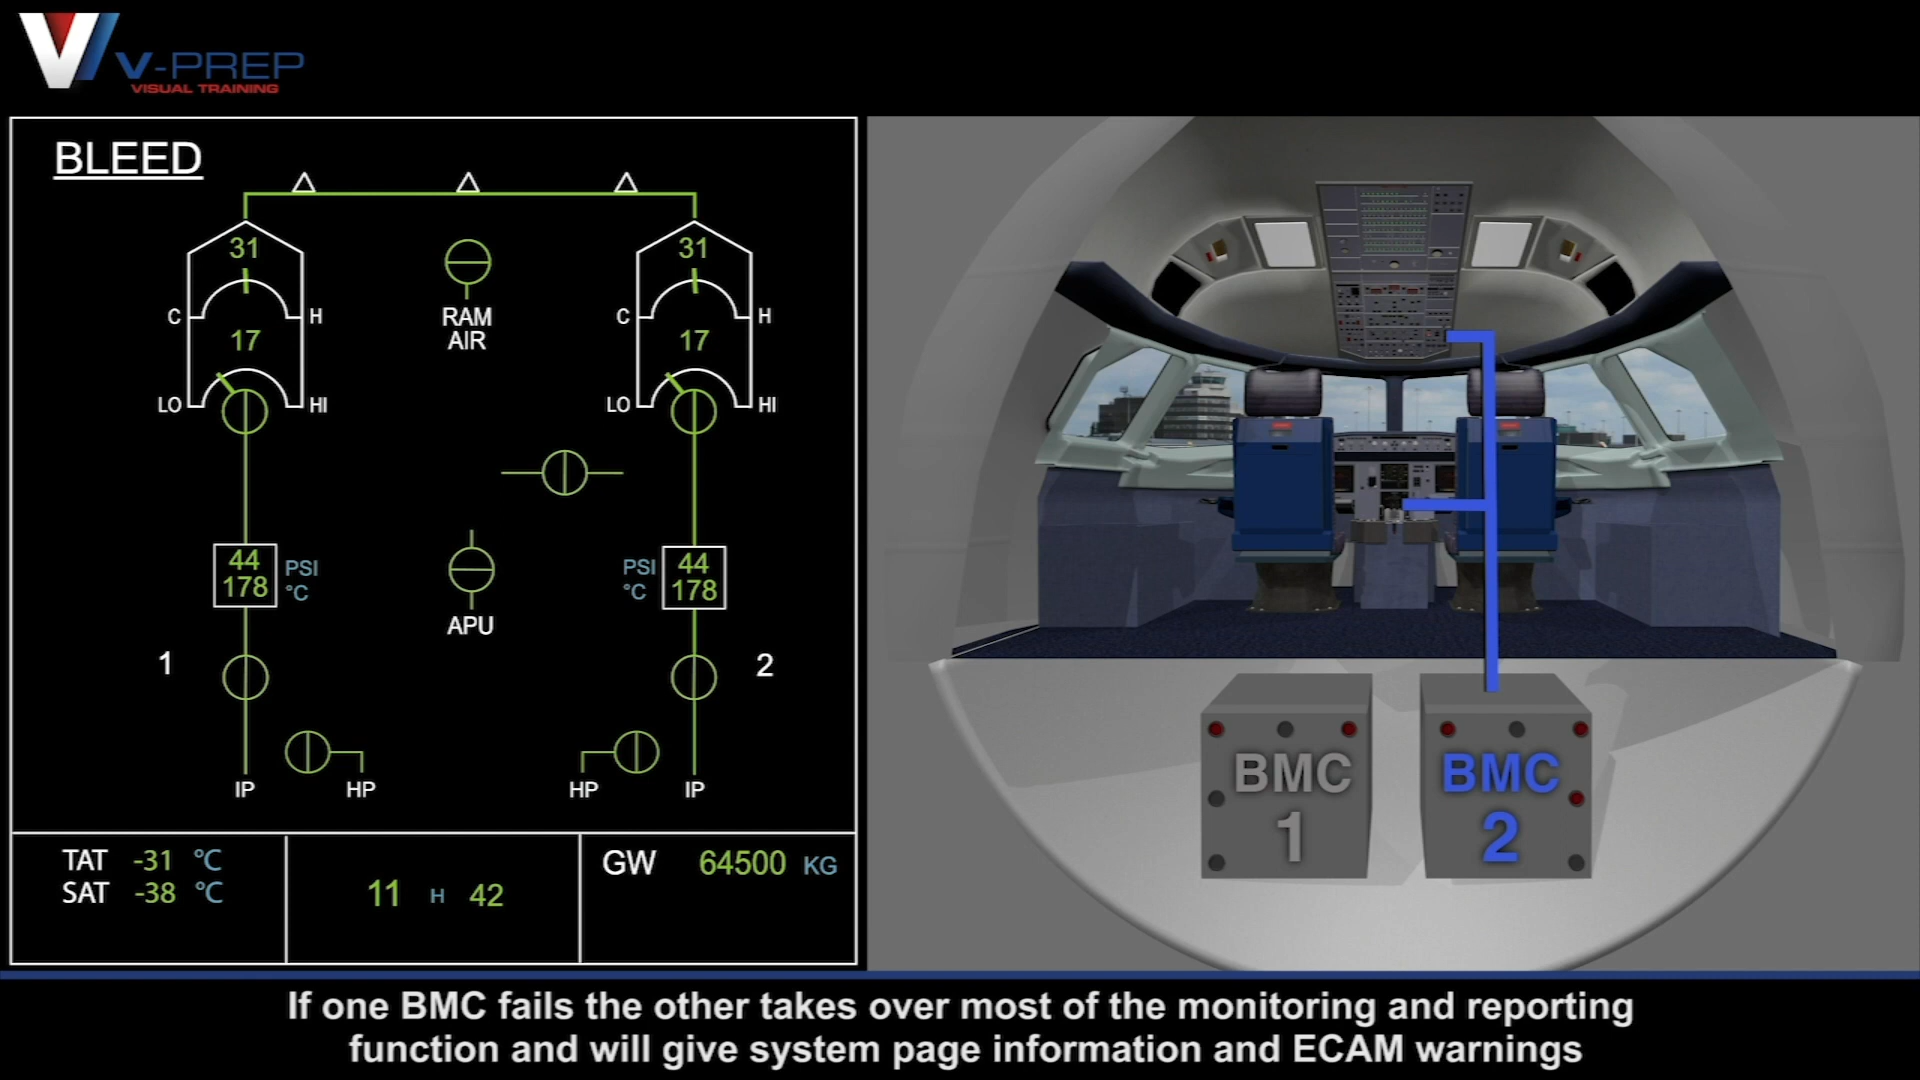 V-PREP
VISUAL TRAINING
BLEED
31
C H
17
LO HI
RAM
AIR
31
C H
17
LO HI
44
178
PSI
°C
APU
PSI
°C
44
178
1
2
IP HP
HP IP
TAT -31 °C
SAT -38 °C
11 H 42
GW 64500 KG
BMC
1
BMC
2
If one BMC fails the other takes over most of the monitoring and reporting
function and will give system page information and ECAM warnings